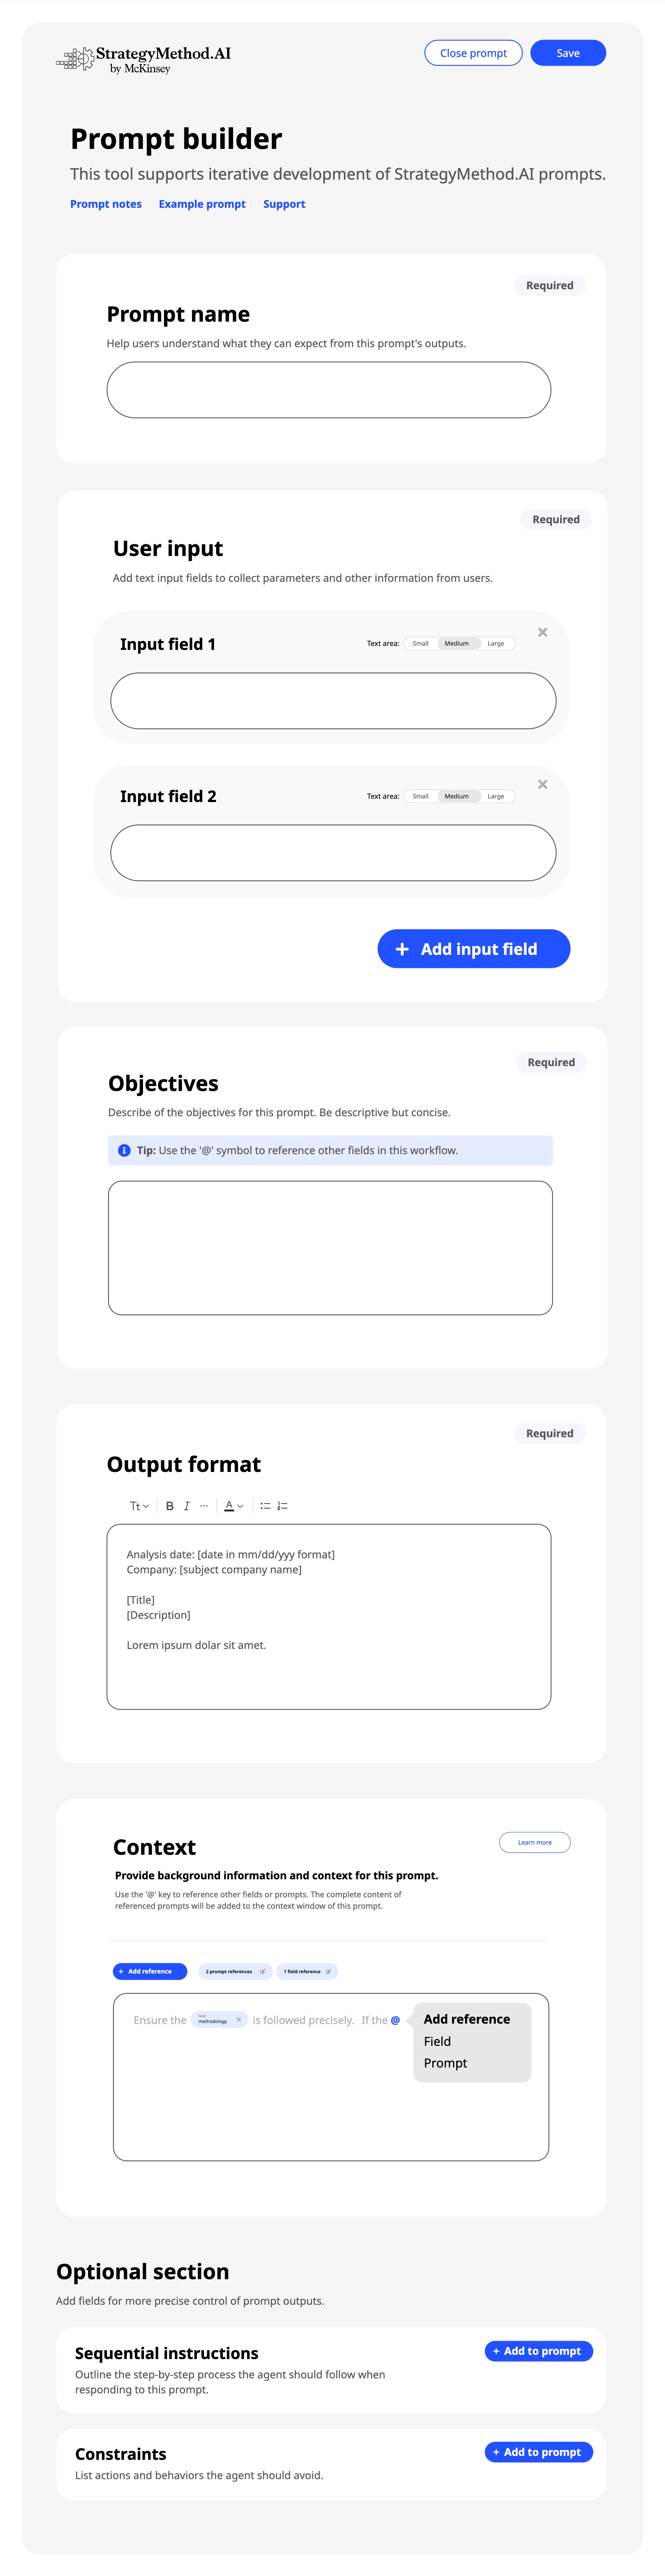 StrategyMethod.AI
by McKinsey
Close prompt
Save
Prompt builder
This tool supports iterative development of StrategyMethod.AI prompts.
Prompt notes Example prompt Support
Required
Prompt name
Help users understand what they can expect from this prompt's outputs.
Required
User input
Add text input fields to collect parameters and other information from users.
Input field 1
Text area: Small Medium Large
Input field 2
Text area: Small Medium Large
+ Add input field
Required
Objectives
Describe of the objectives for this prompt. Be descriptive but concise.
Tip: Use the '@' symbol to reference other fields in this workflow.
Required
Output format
Tt B I ... A
Analysis date: [date in mm/dd/yyy format]
Company: [subject company name]
[Title]
[Description]
Lorem ipsum dolar sit amet.
Context
Learn more
Provide background information and context for this prompt.
Use the '@' key to reference other fields or prompts. The complete content of
referenced prompts will be added to the context window of this prompt.
+ Add reference
2 prompt references
1 field reference
Ensure the methodology is followed precisely. If the @
Add reference
Field
Prompt
Optional section
Add fields for more precise control of prompt outputs.
Sequential instructions
+ Add to prompt
Outline the step-by-step process the agent should follow when
responding to this prompt.
Constraints
+ Add to prompt
List actions and behaviors the agent should avoid.